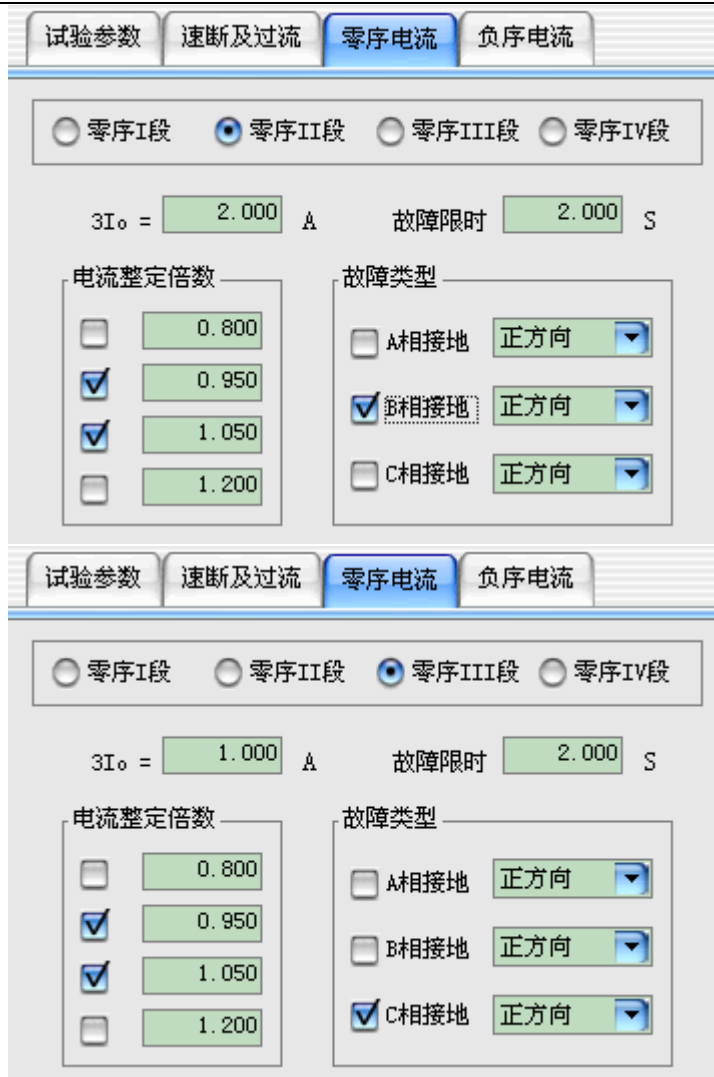 试验参数 速断及过流 零序电流 负序电流
零序I段 零序II段 零序III段 零序IV段
3Io = 2.000 A 故障限时 2.000 S
电流整定倍数 故障类型
0.800
A相接地 正方向
0.950
B相接地 正方向
1.050
C相接地 正方向
1.200
试验参数 速断及过流 零序电流 负序电流
零序I段 零序II段 零序III段 零序IV段
3Io = 1.000 A 故障限时 2.000 S
电流整定倍数 故障类型
0.800
A相接地 正方向
0.950
B相接地 正方向
1.050
C相接地 正方向
1.200